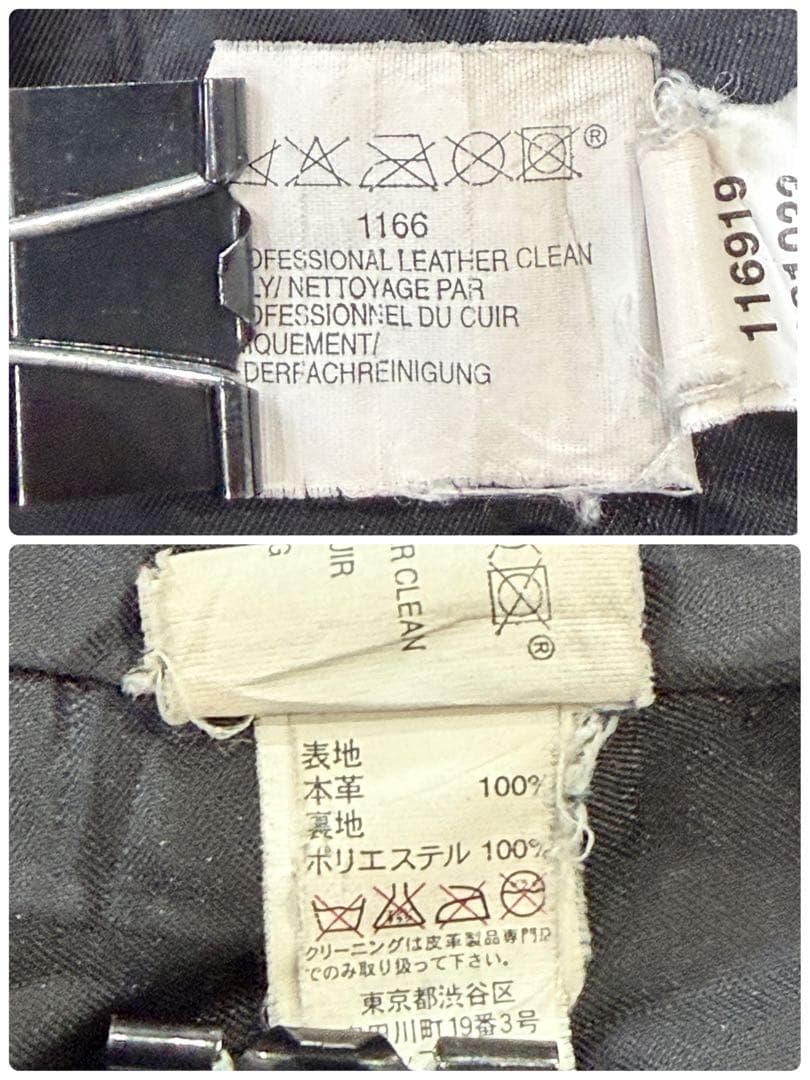 ®
1166
OFESSIONAL LEATHER CLEAN
LY/ NETTOYAGE PAR
OFESSIONNEL DU CUIR
IQUEMENT/
DERFACHREINIGUNG
116919
UIR
R CLEAN
®
表地
本革 100%
裏地
ポリエステル 100%
クリーニングは皮革製品専門店
でのみ取り扱って下さい。
東京都渋谷区
田川町19番3号